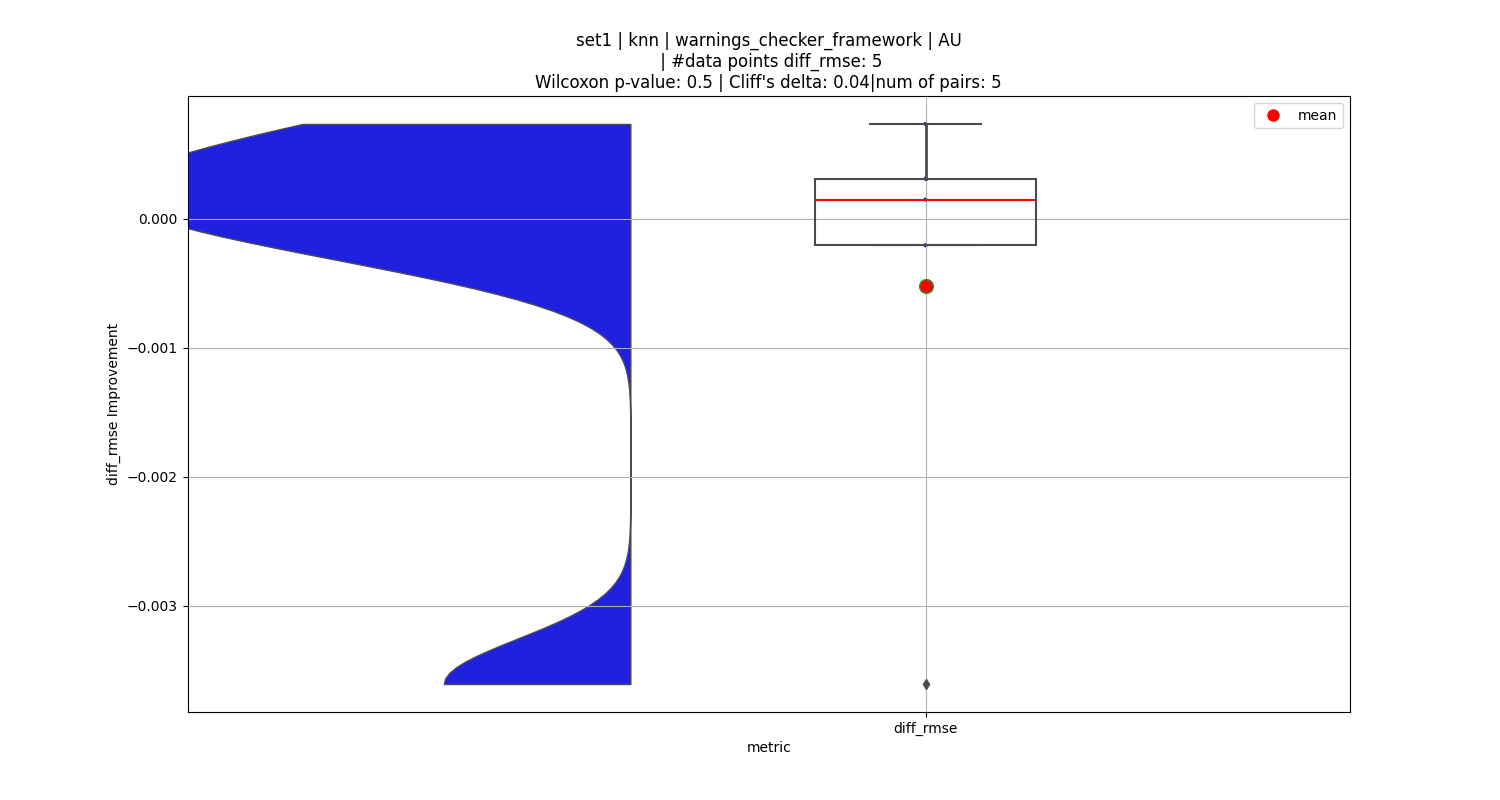 set1 | knn | warnings_checker_framework | AU
| #data points diff_rmse: 5
Wilcoxon p-value: 0.5 | Cliff's delta: 0.04|num of pairs: 5
mean
0.000
−0.001
−0.002
−0.003
diff_rmse Improvement
diff_rmse
metric